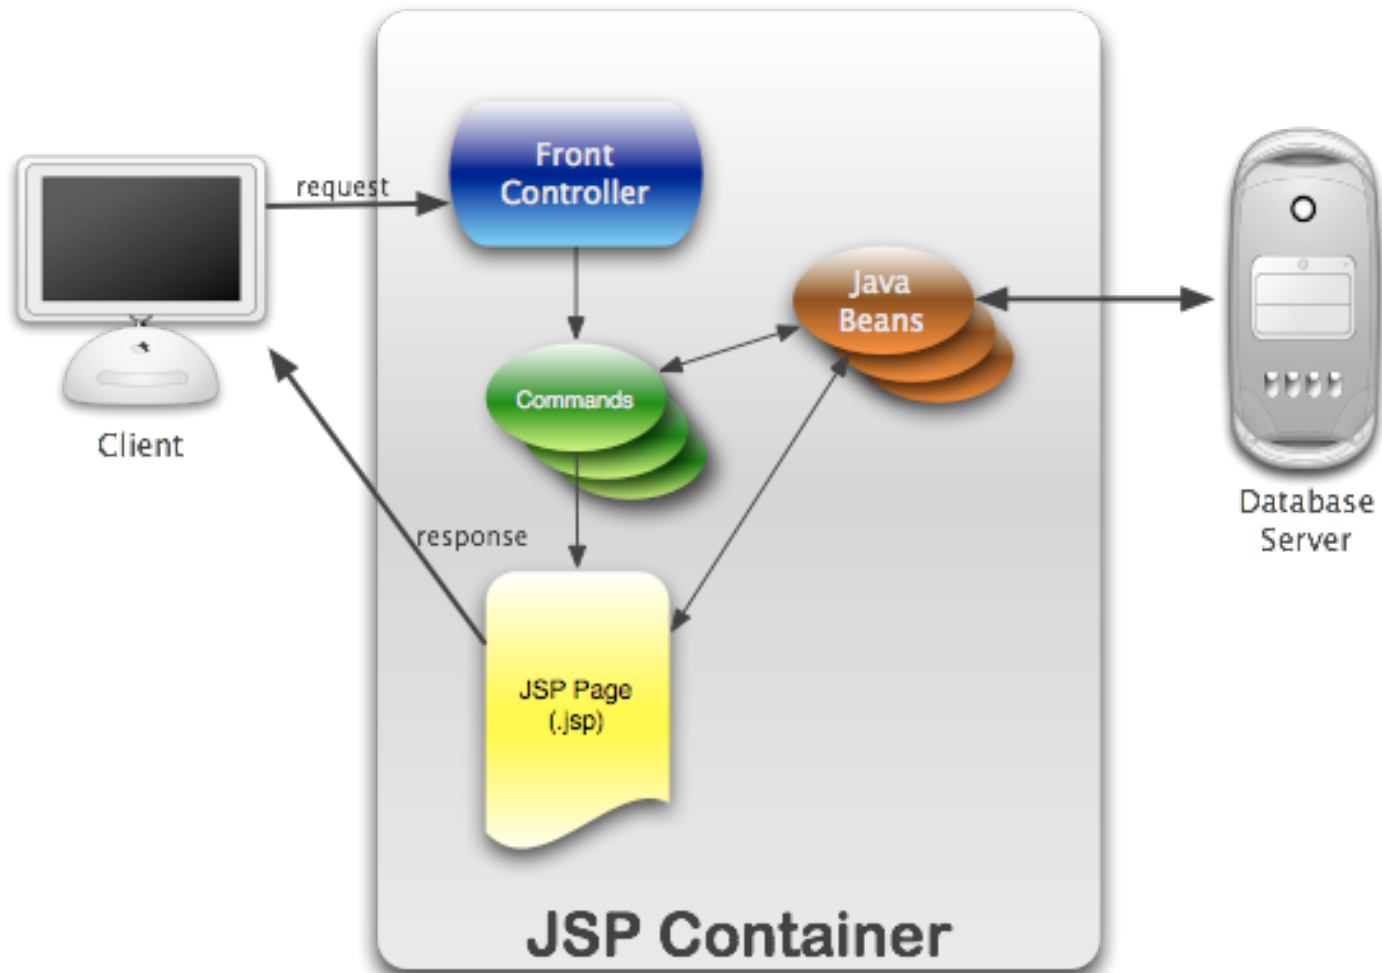 Front
Controller
request
Java
Beans
Commands
Client
Database
Server
response
JSP Page
(.jsp)
JSP Container